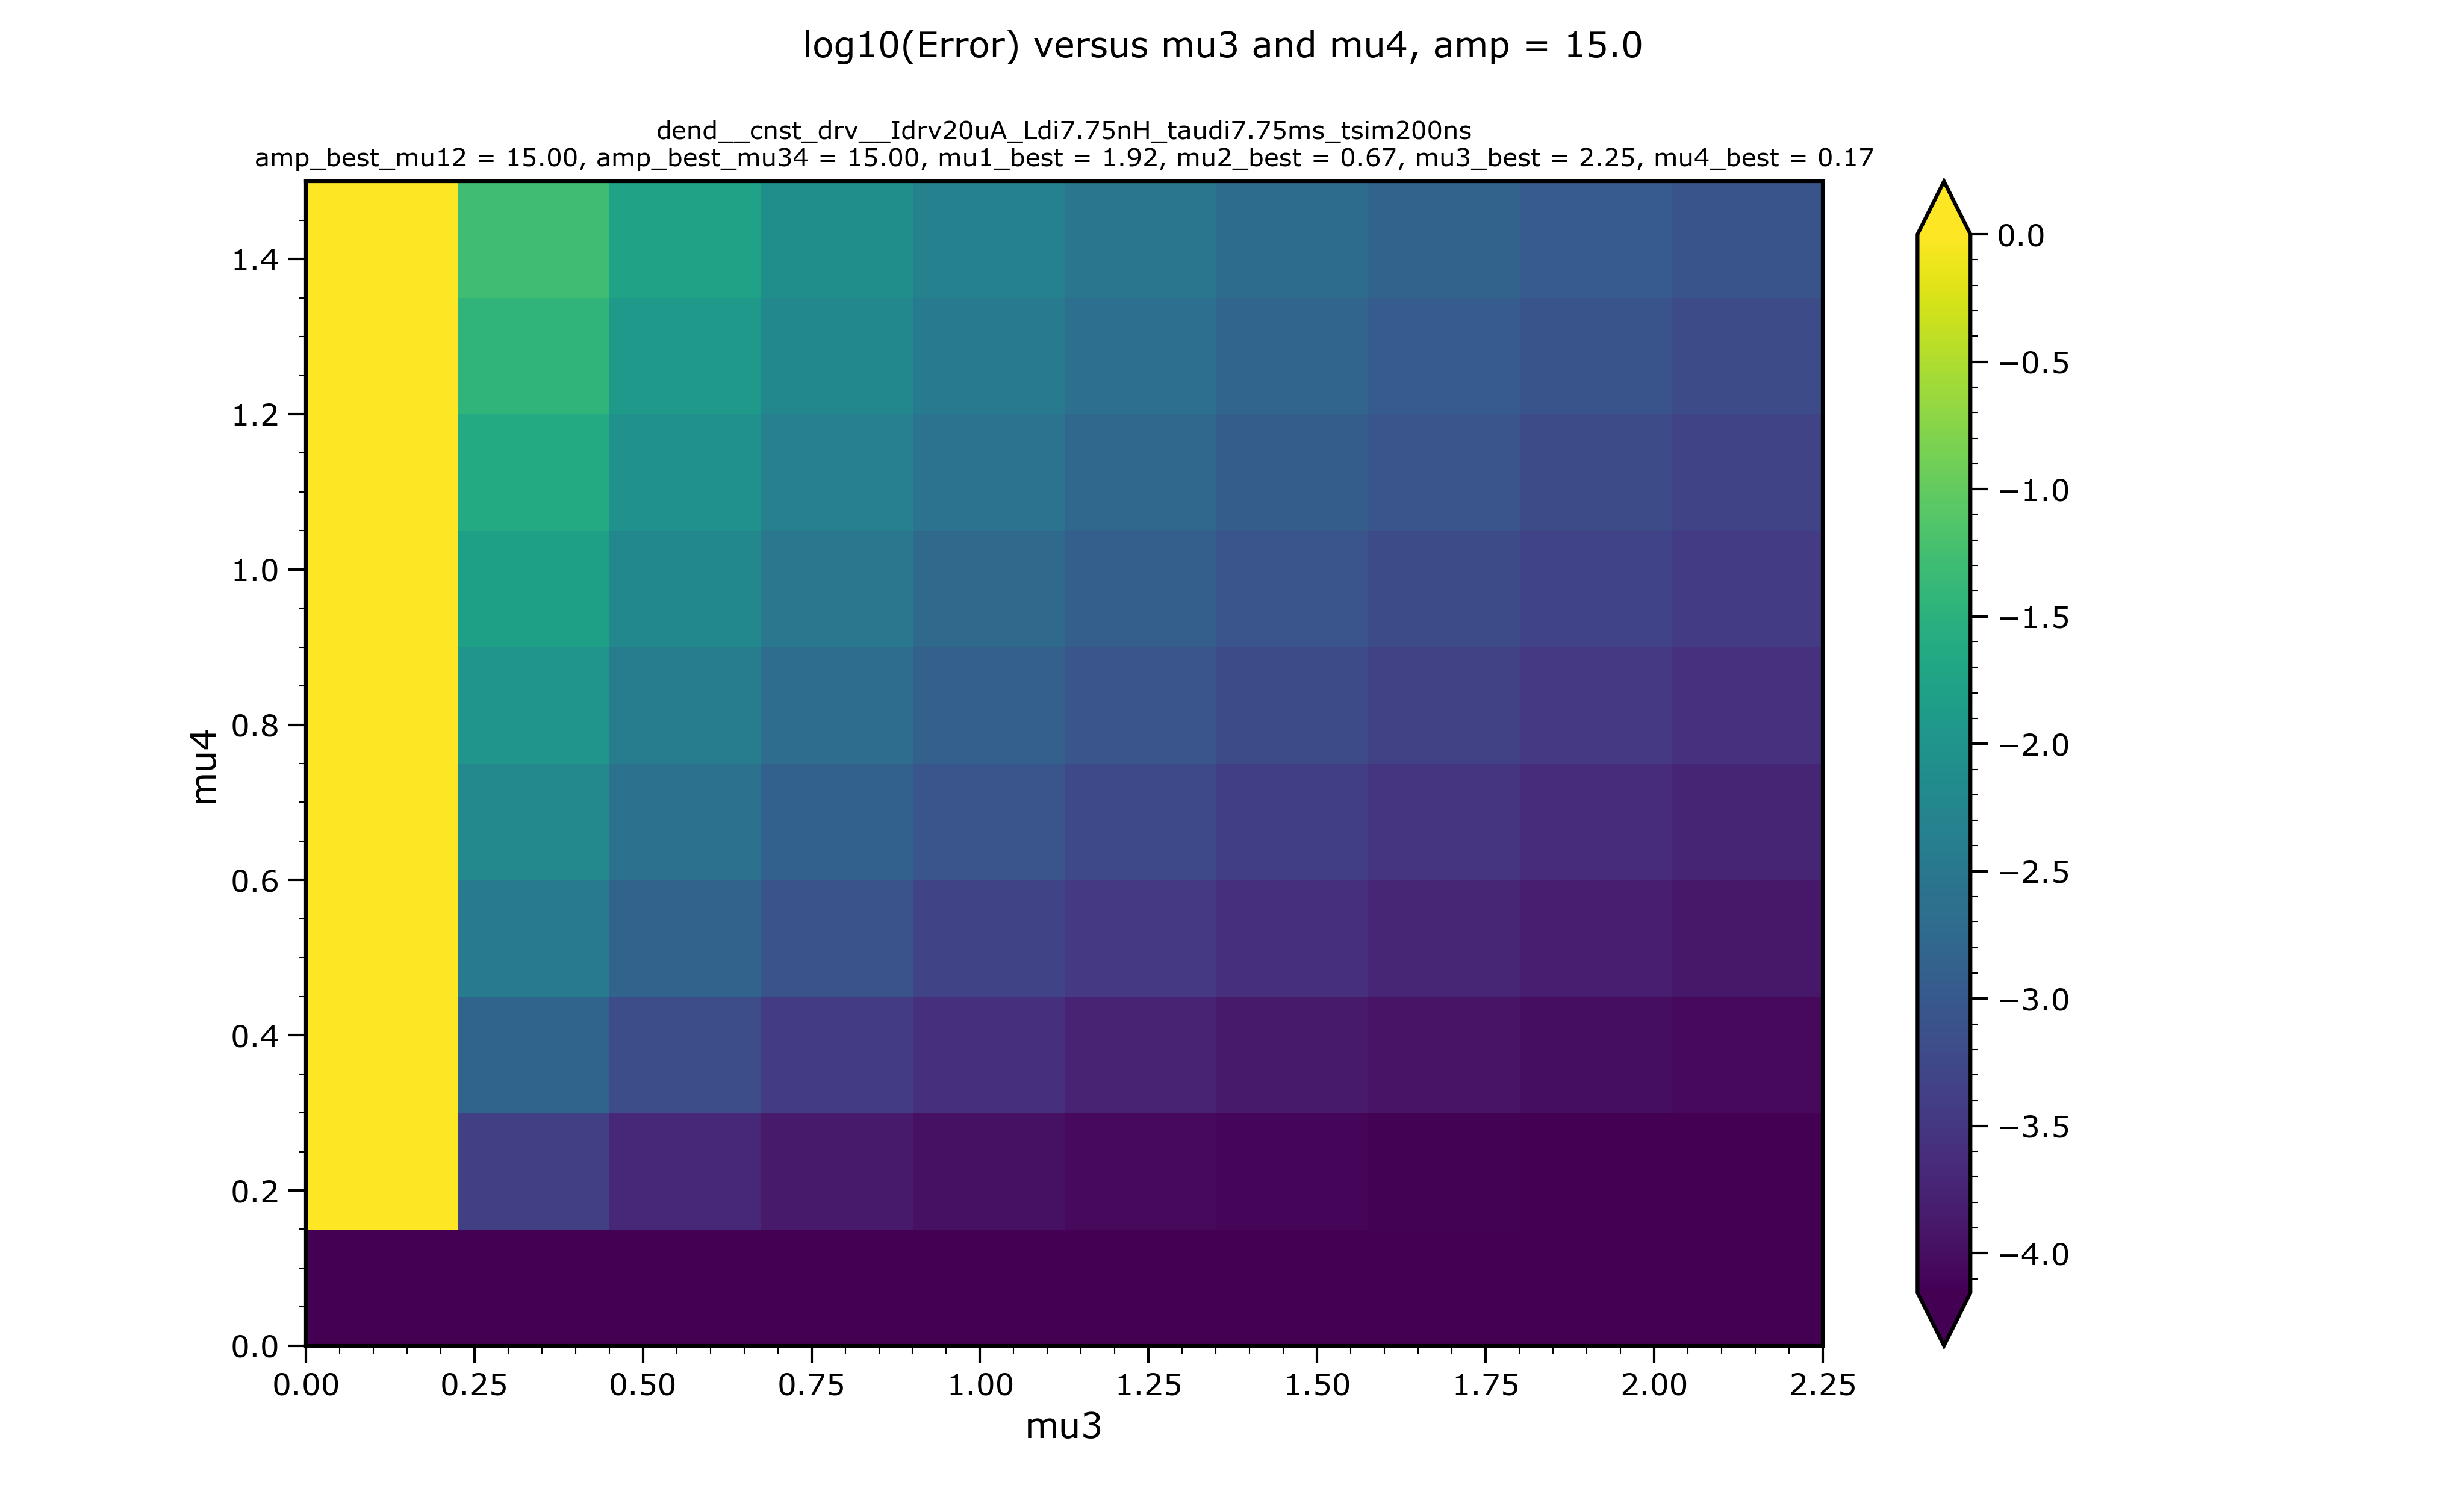 log10(Error) versus mu3 and mu4, amp = 15.0
dend__cnst_drv__Idrv20uA_Ldi7.75nH_taudi7.75ms_tsim200ns
amp_best_mu12 = 15.00, amp_best_mu34 = 15.00, mu1_best = 1.92, mu2_best = 0.67, mu3_best = 2.25, mu4_best = 0.17
1.4
1.2
1.0
0.8
0.6
0.4
0.2
0.0
mu4
0.00 0.25 0.50 0.75 1.00 1.25 1.50 1.75 2.00 2.25
mu3
0.0
−0.5
−1.0
−1.5
−2.0
−2.5
−3.0
−3.5
−4.0